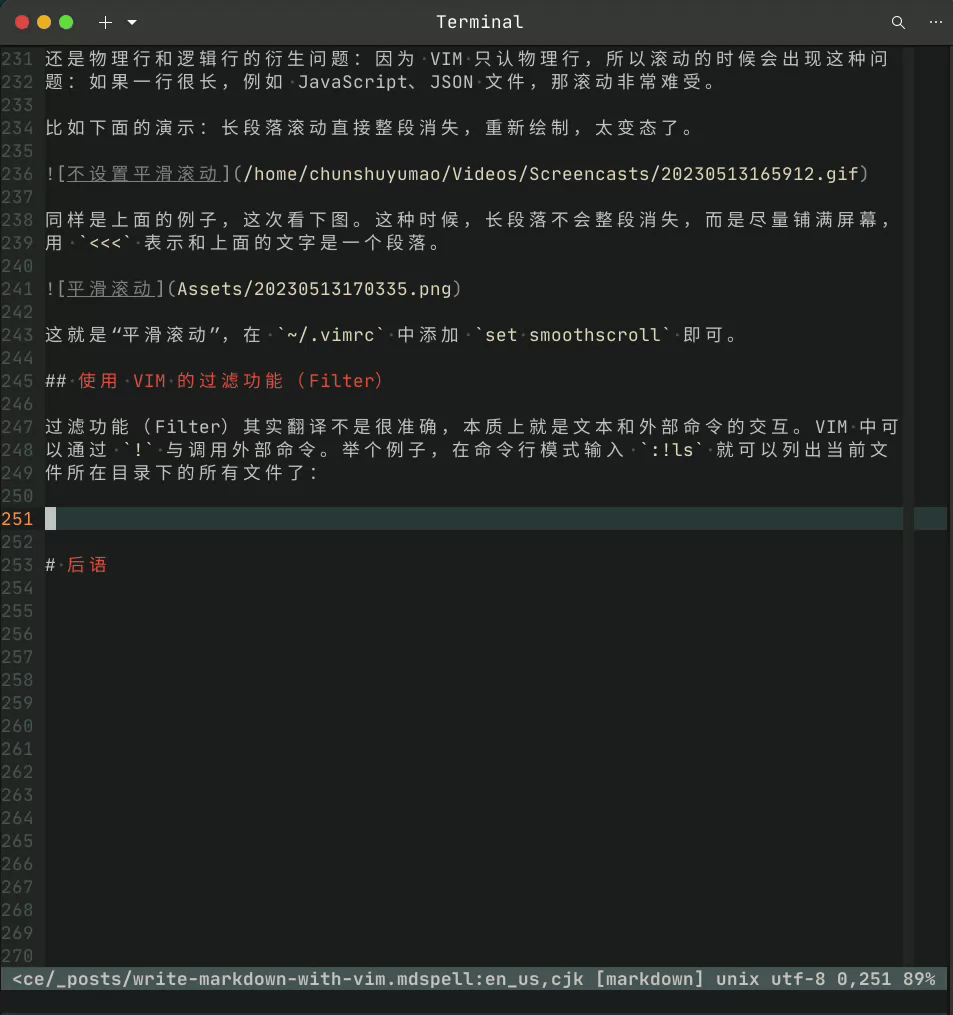 Terminal
231 还是物理行和逻辑行的衍生问题：因为·VIM·只认物理行，所以滚动的时候会出现这种问
232 题：如果一行很长，例如·JavaScript、JSON·文件，那滚动非常难受。
233
234 比如下面的演示：长段落滚动直接整段消失，重新绘制，太变态了。
235
236 ![不设置平滑滚动](/home/chunshuyumao/Videos/Screencasts/20230513165912.gif)
237
238 同样是上面的例子，这次看下图。这种时候，长段落不会整段消失，而是尽量铺满屏幕，
239 用·`<<<`·表示和上面的文字是一个段落。
240
241 ![平滑滚动](Assets/20230513170335.png)
242
243 这就是“平滑滚动”，在·`~/.vimrc`·中添加·`set smoothscroll`·即可。
244
245 ##·使用·VIM·的过滤功能（Filter）
246
247 过滤功能（Filter）其实翻译不是很准确，本质上就是文本和外部命令的交互。VIM·中可
248 以通过·`!`·与调用外部命令。举个例子，在命令行模式输入·`:!ls`·就可以列出当前文
249 件所在目录下的所有文件了：
250
251
252
253 #·后语
254
255
256
257
258
259
260
261
262
263
264
265
266
267
268
269
270
<ce/_posts/write-markdown-with-vim.mdspell:en_us,cjk [markdown] unix utf-8 0,251 89%